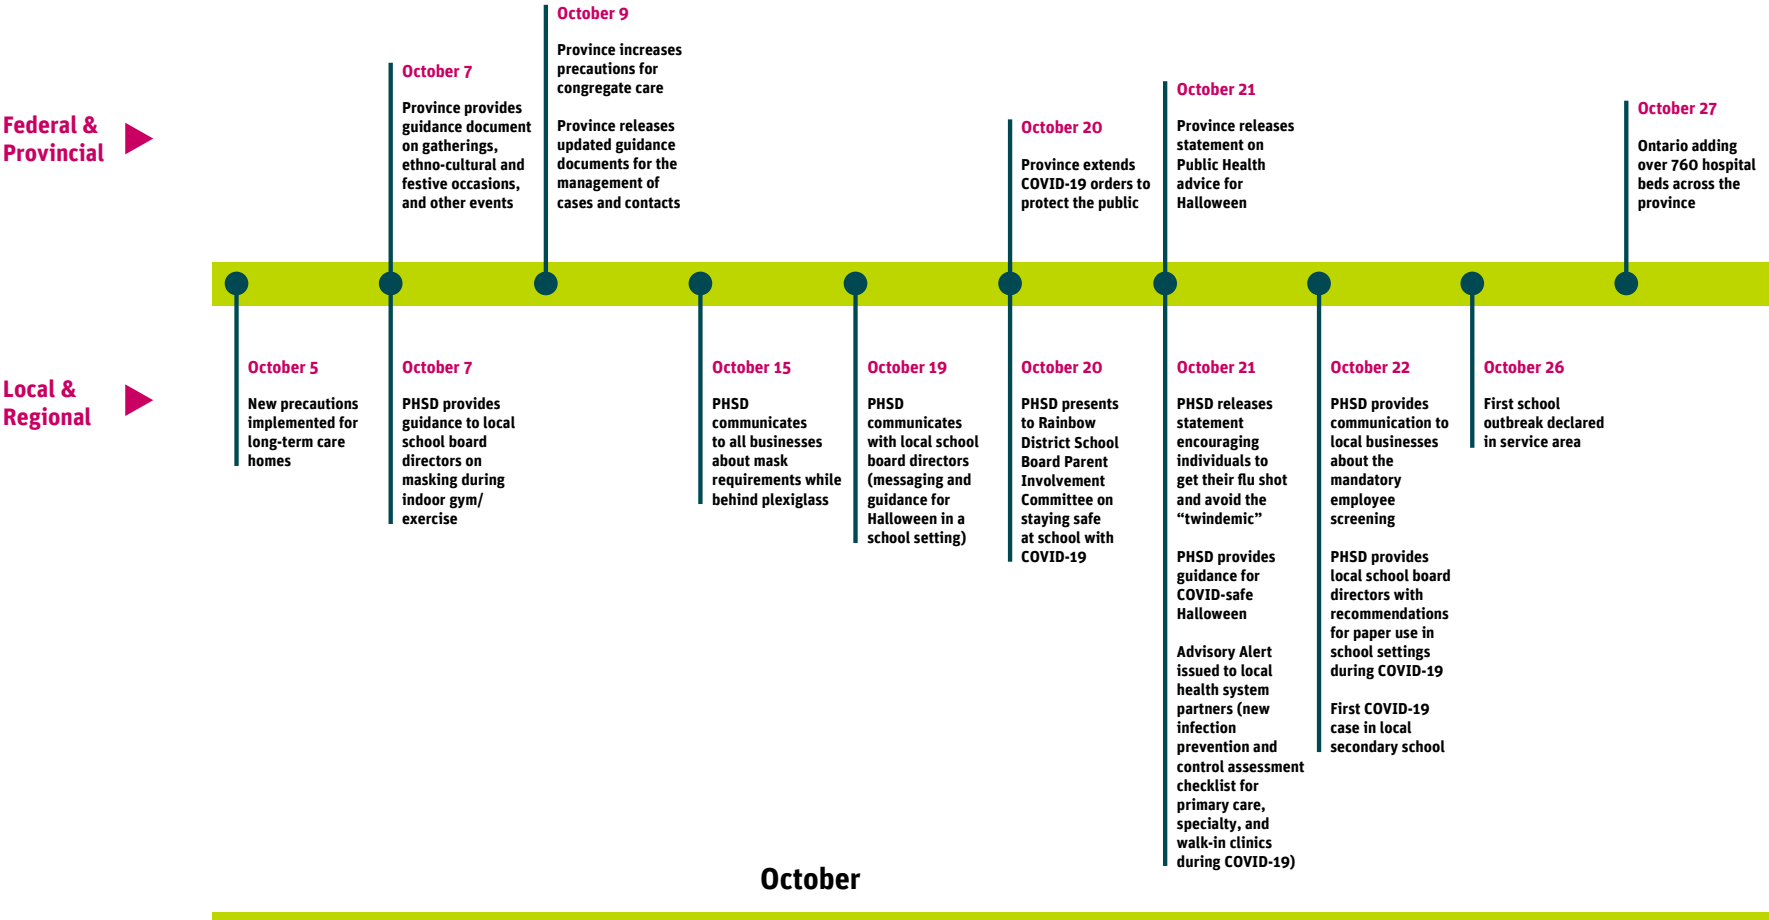 Federal &
Provincial
October 7
Province provides
guidance document
on gatherings,
ethno-cultural and
festive occasions,
and other events
October 9
Province increases
precautions for
congregate care
Province releases
updated guidance
documents for the
management of
cases and contacts
October 20
Province extends
COVID-19 orders to
protect the public
October 21
Province releases
statement on
Public Health
advice for
Halloween
October 27
Ontario adding
over 760 hospital
beds across the
province
Local &
Regional
October 5
New precautions
implemented for
long-term care
homes
October 7
PHSD provides
guidance to local
school board
directors on
masking during
indoor gym/
exercise
October 15
PHSD
communicates
to all businesses
about mask
requirements while
behind plexiglass
October 19
PHSD
communicates
with local school
board directors
(messaging and
guidance for
Halloween in a
school setting)
October 20
PHSD presents
to Rainbow
District School
Board Parent
Involvement
Committee on
staying safe
at school with
COVID-19
October 21
PHSD releases
statement
encouraging
individuals to
get their flu shot
and avoid the
“twindemic”
PHSD provides
guidance for
COVID-safe
Halloween
Advisory Alert
issued to local
health system
partners (new
infection
prevention and
control assessment
checklist for
primary care,
specialty, and
walk-in clinics
during COVID-19)
October 22
PHSD provides
communication to
local businesses
about the
mandatory
employee
screening
PHSD provides
local school board
directors with
recommendations
for paper use in
school settings
during COVID-19
First COVID-19
case in local
secondary school
October 26
First school
outbreak declared
in service area
October